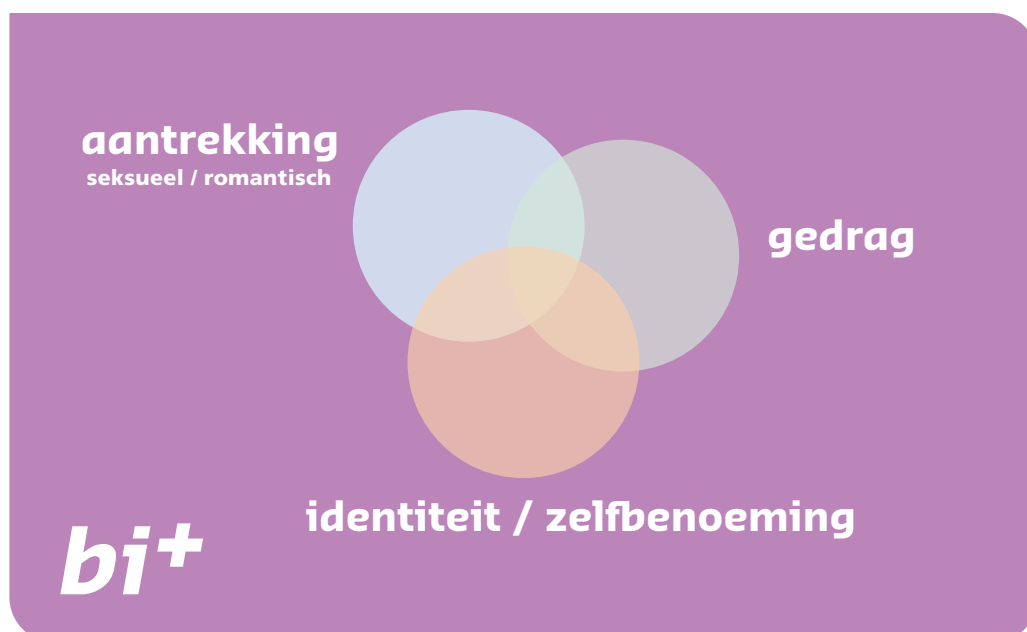 aantrekking
seksueel / romantisch
gedrag
identiteit / zelfbenoeming
bi+